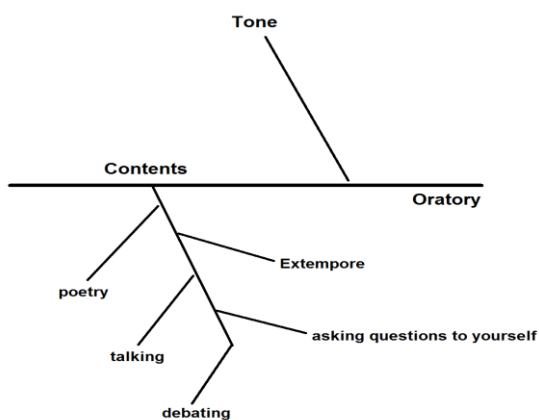 Tone
Contents
Oratory
Extempore
poetry
asking questions to yourself
talking
debating